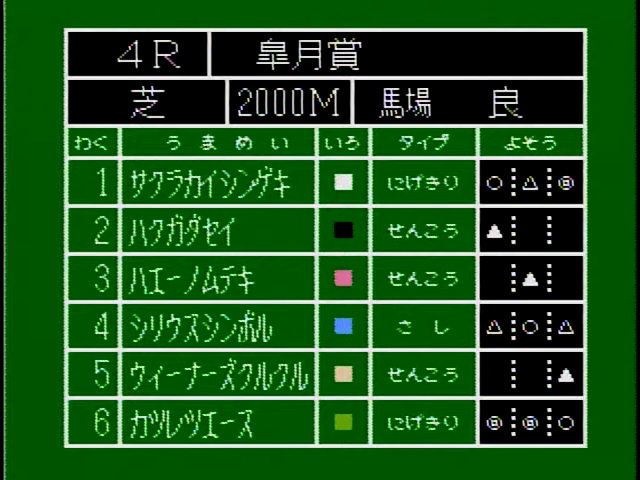 4R 皐月賞
芝 2000M 馬場 良
わく うまめい いろ タイプ よそう
1 サクラカイシンゲキ にげきり ○ △ ◎
2 ハクガダセイ せんこう ▲
3 ハエーノムテキ せんこう ▲
4 シリウズシンボル さし △ ○ △
5 ウィーナーズクルクル せんこう ▲
6 カツレツエース にげきり ◎ ◎ ○